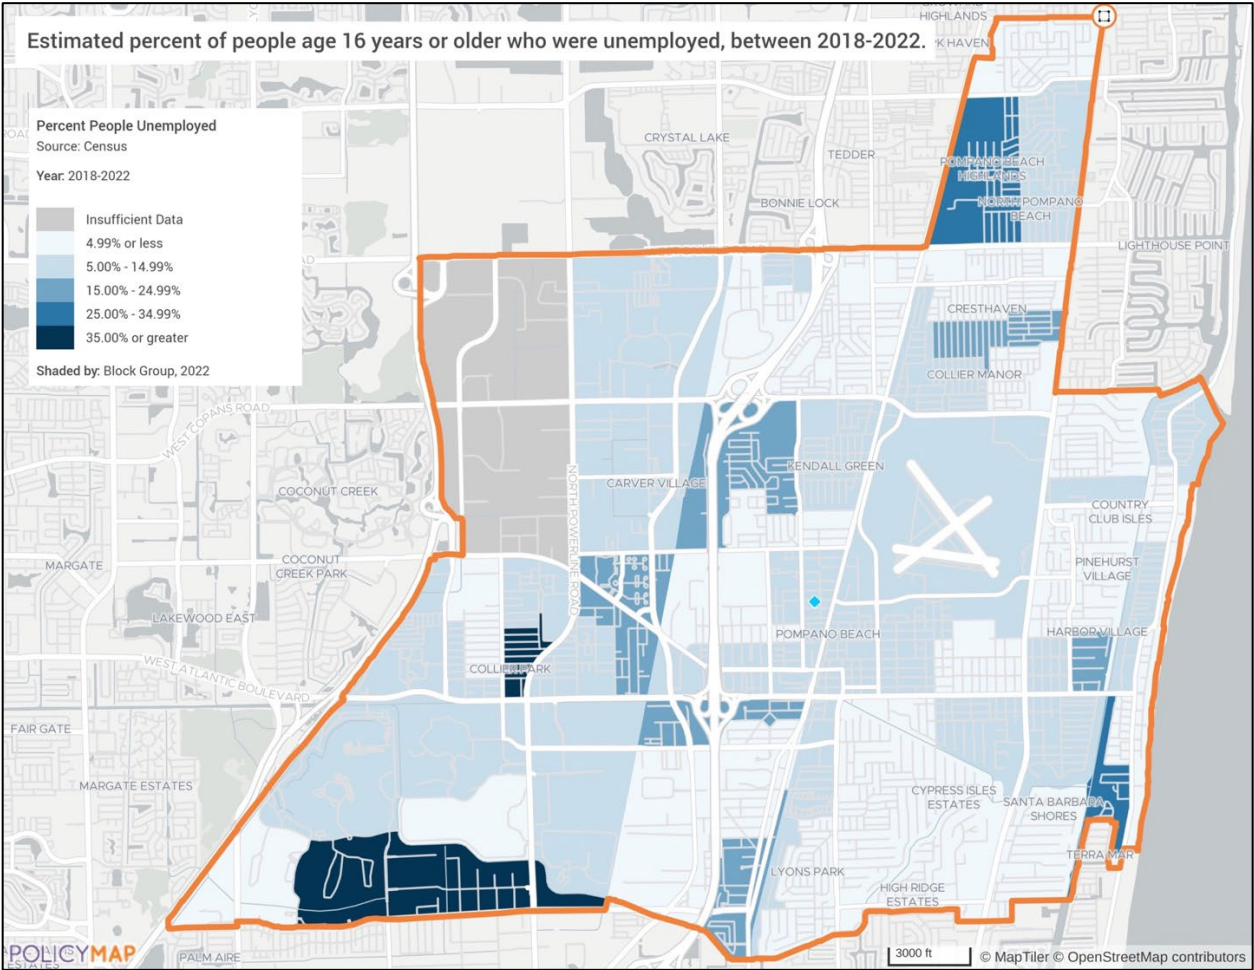 Estimated percent of people age 16 years or older who were unemployed, between 2018-2022.
Percent People Unemployed
Source: Census
Year: 2018-2022
Insufficient Data
4.99% or less
5.00% - 14.99%
15.00% - 24.99%
25.00% - 34.99%
35.00% or greater
Shaded by: Block Group, 2022
HIGHLANDS
CRYSTAL LAKE
TEDDER
POMPANO BEACH
HIGHLANDS
BONNIE LOCK
NORTH POMPANO
BEACH
LIGHTHOUSE POINT
CRESTHAVEN
COLLIER MANOR
WEST COPANS ROAD
KENDALL GREEN
CARVER VILLAGE
NORTH POWERLINE ROAD
COCONUT CREEK
COUNTRY
CLUB ISLES
MARGATE
COCONUT
CREEK PARK
PINEHURST
VILLAGE
LAKEWOOD EAST
POMPANO BEACH
HARBOR VILLAGE
COLLIER PARK
WEST ATLANTIC BOULEVARD
FAIR GATE
MARGATE ESTATES
CYPRESS ISLES
ESTATES
SANTA BARBARA
SHORES
TERRA MAR
LYONS PARK
HIGH RIDGE
ESTATES
POLICYMAP
ESTATES
PALM AIRE
3000 ft
© MapTiler © OpenStreetMap contributors